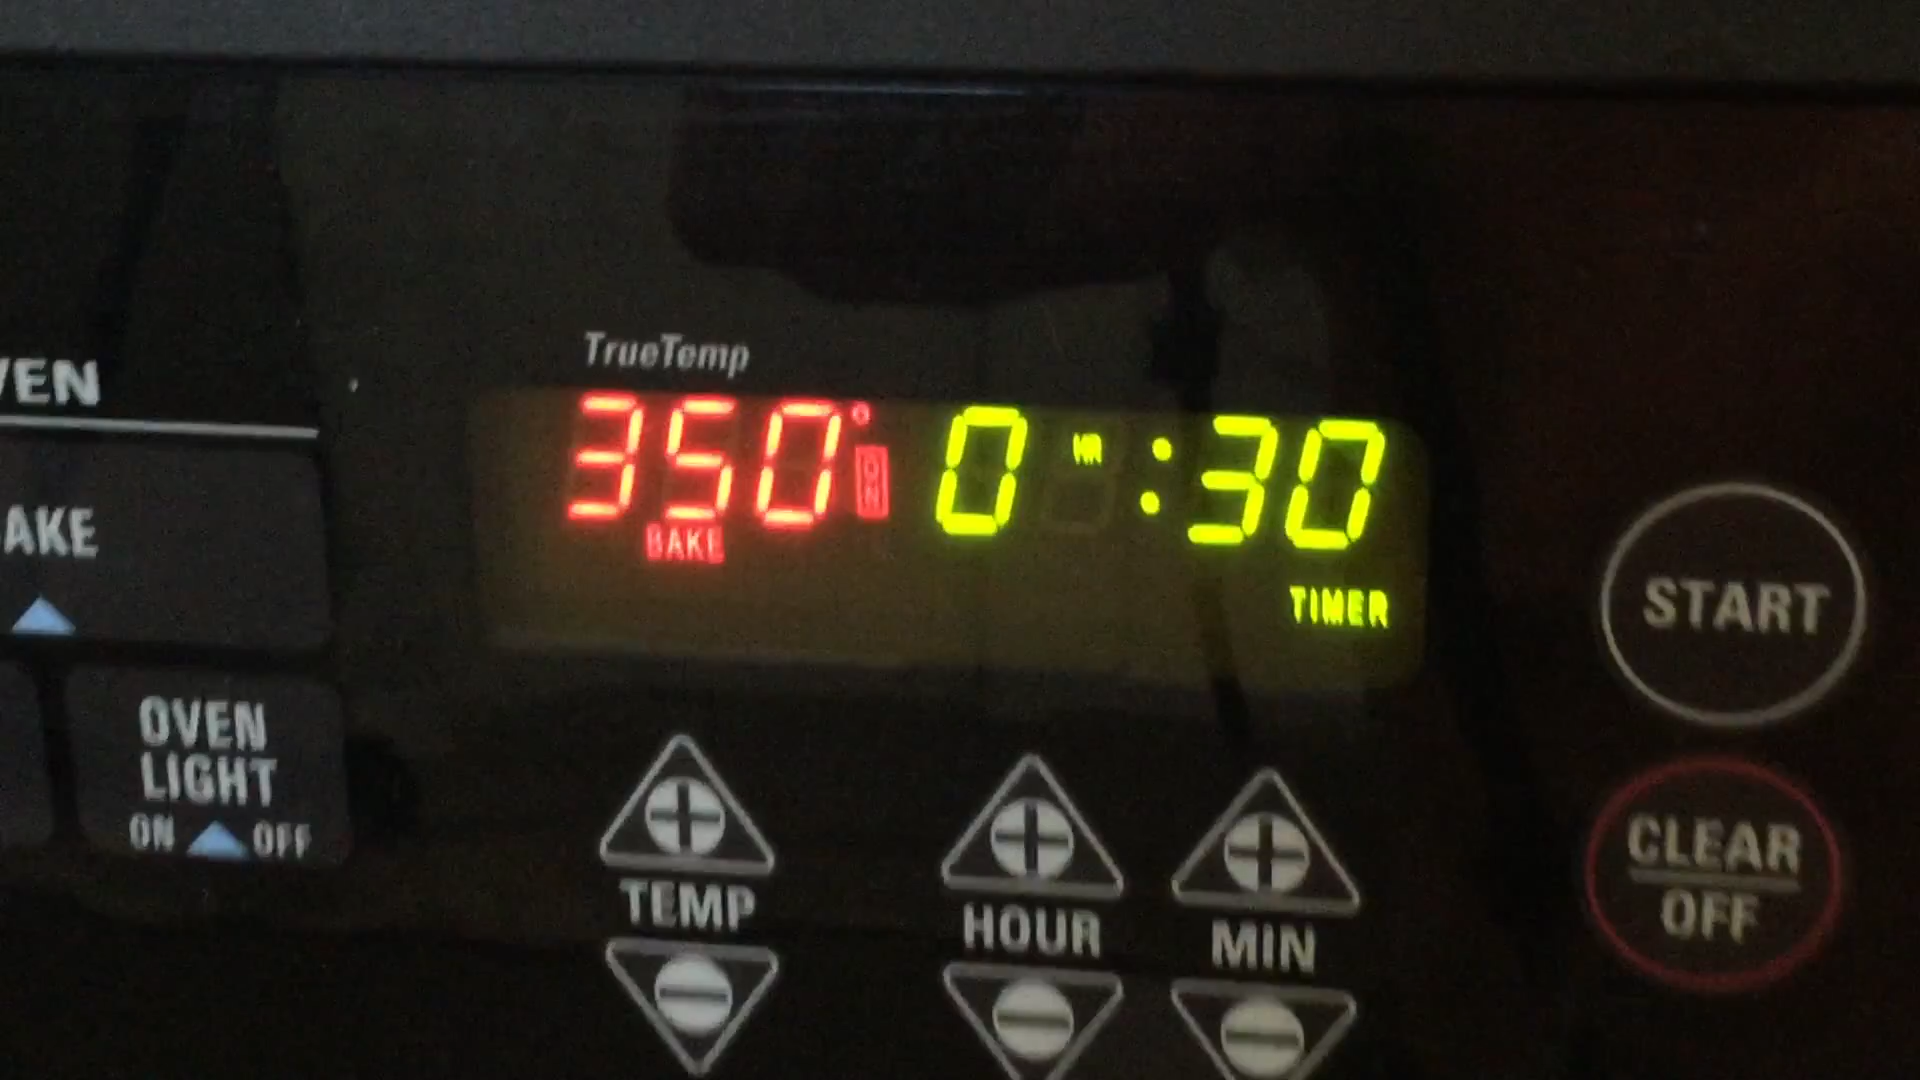 TrueTemp
VEN
350° ON 0 HR :30
BAKE
AKE
TIMER
START
OVEN
LIGHT
ON OFF
TEMP
HOUR
MIN
CLEAR
OFF